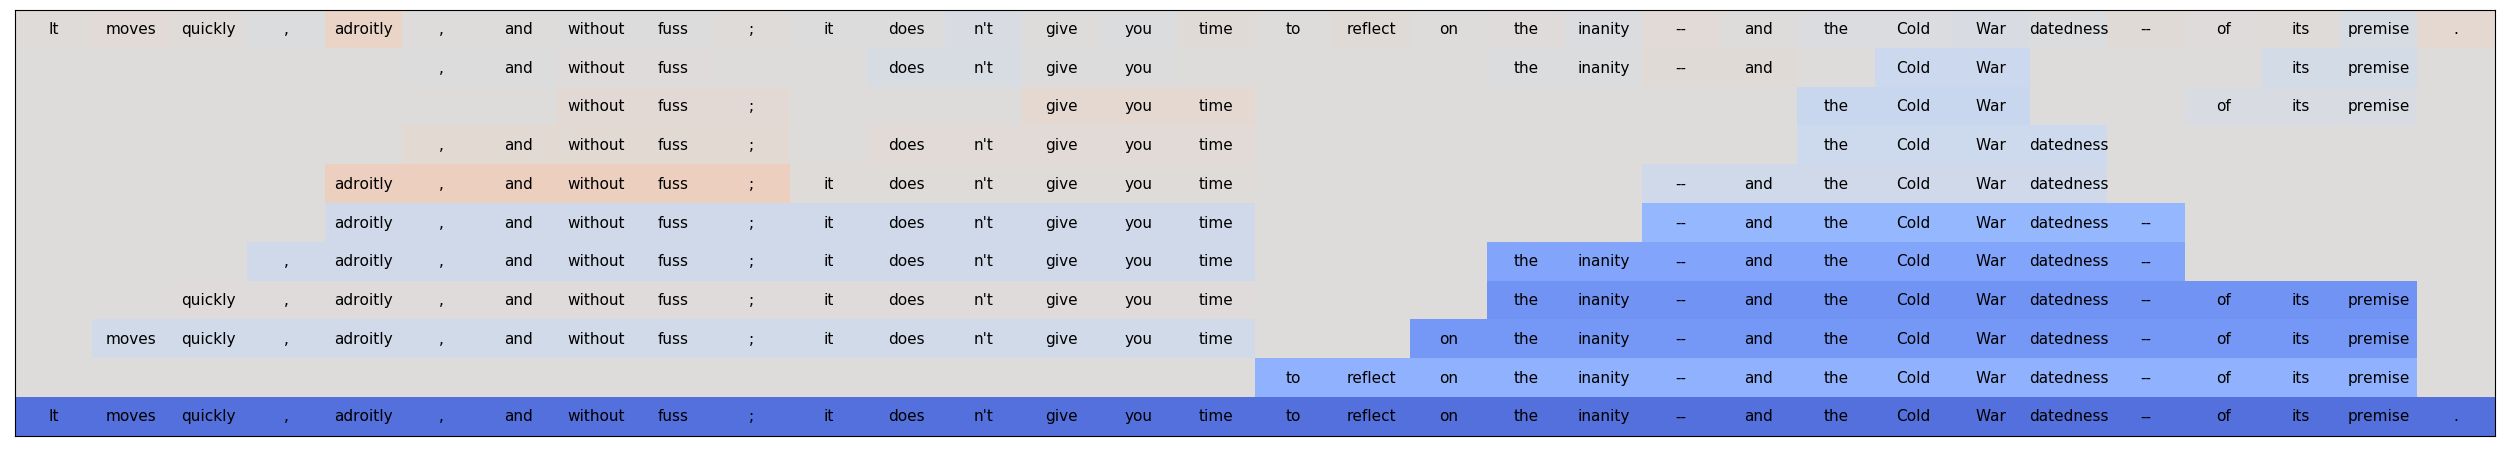 It moves quickly , adroitly , and without fuss ; it does n't give you time to reflect on the inanity -- and the Cold War datedness -- of its premise .
, and without fuss does n't give you the inanity -- and Cold War its premise
without fuss ; give you time the Cold War of its premise
, and without fuss ; does n't give you time the Cold War datedness
adroitly , and without fuss ; it does n't give you time -- and the Cold War datedness
adroitly , and without fuss ; it does n't give you time -- and the Cold War datedness --
, adroitly , and without fuss ; it does n't give you time the inanity -- and the Cold War datedness --
quickly , adroitly , and without fuss ; it does n't give you time the inanity -- and the Cold War datedness -- of its premise
moves quickly , adroitly , and without fuss ; it does n't give you time on the inanity -- and the Cold War datedness -- of its premise
to reflect on the inanity -- and the Cold War datedness -- of its premise
It moves quickly , adroitly , and without fuss ; it does n't give you time to reflect on the inanity -- and the Cold War datedness -- of its premise .